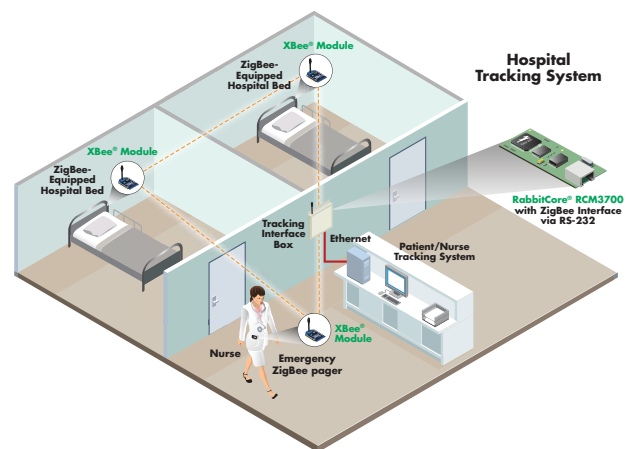 Hospital
Tracking System
XBee® Module
ZigBee-
Equipped
Hospital Bed
XBee® Module
ZigBee-
Equipped
Hospital Bed
RabbitCore® RCM3700
with ZigBee Interface
via RS-232
Tracking
Interface
Box
Ethernet
Patient/Nurse
Tracking System
XBee®
Module
Nurse
Emergency
ZigBee pager